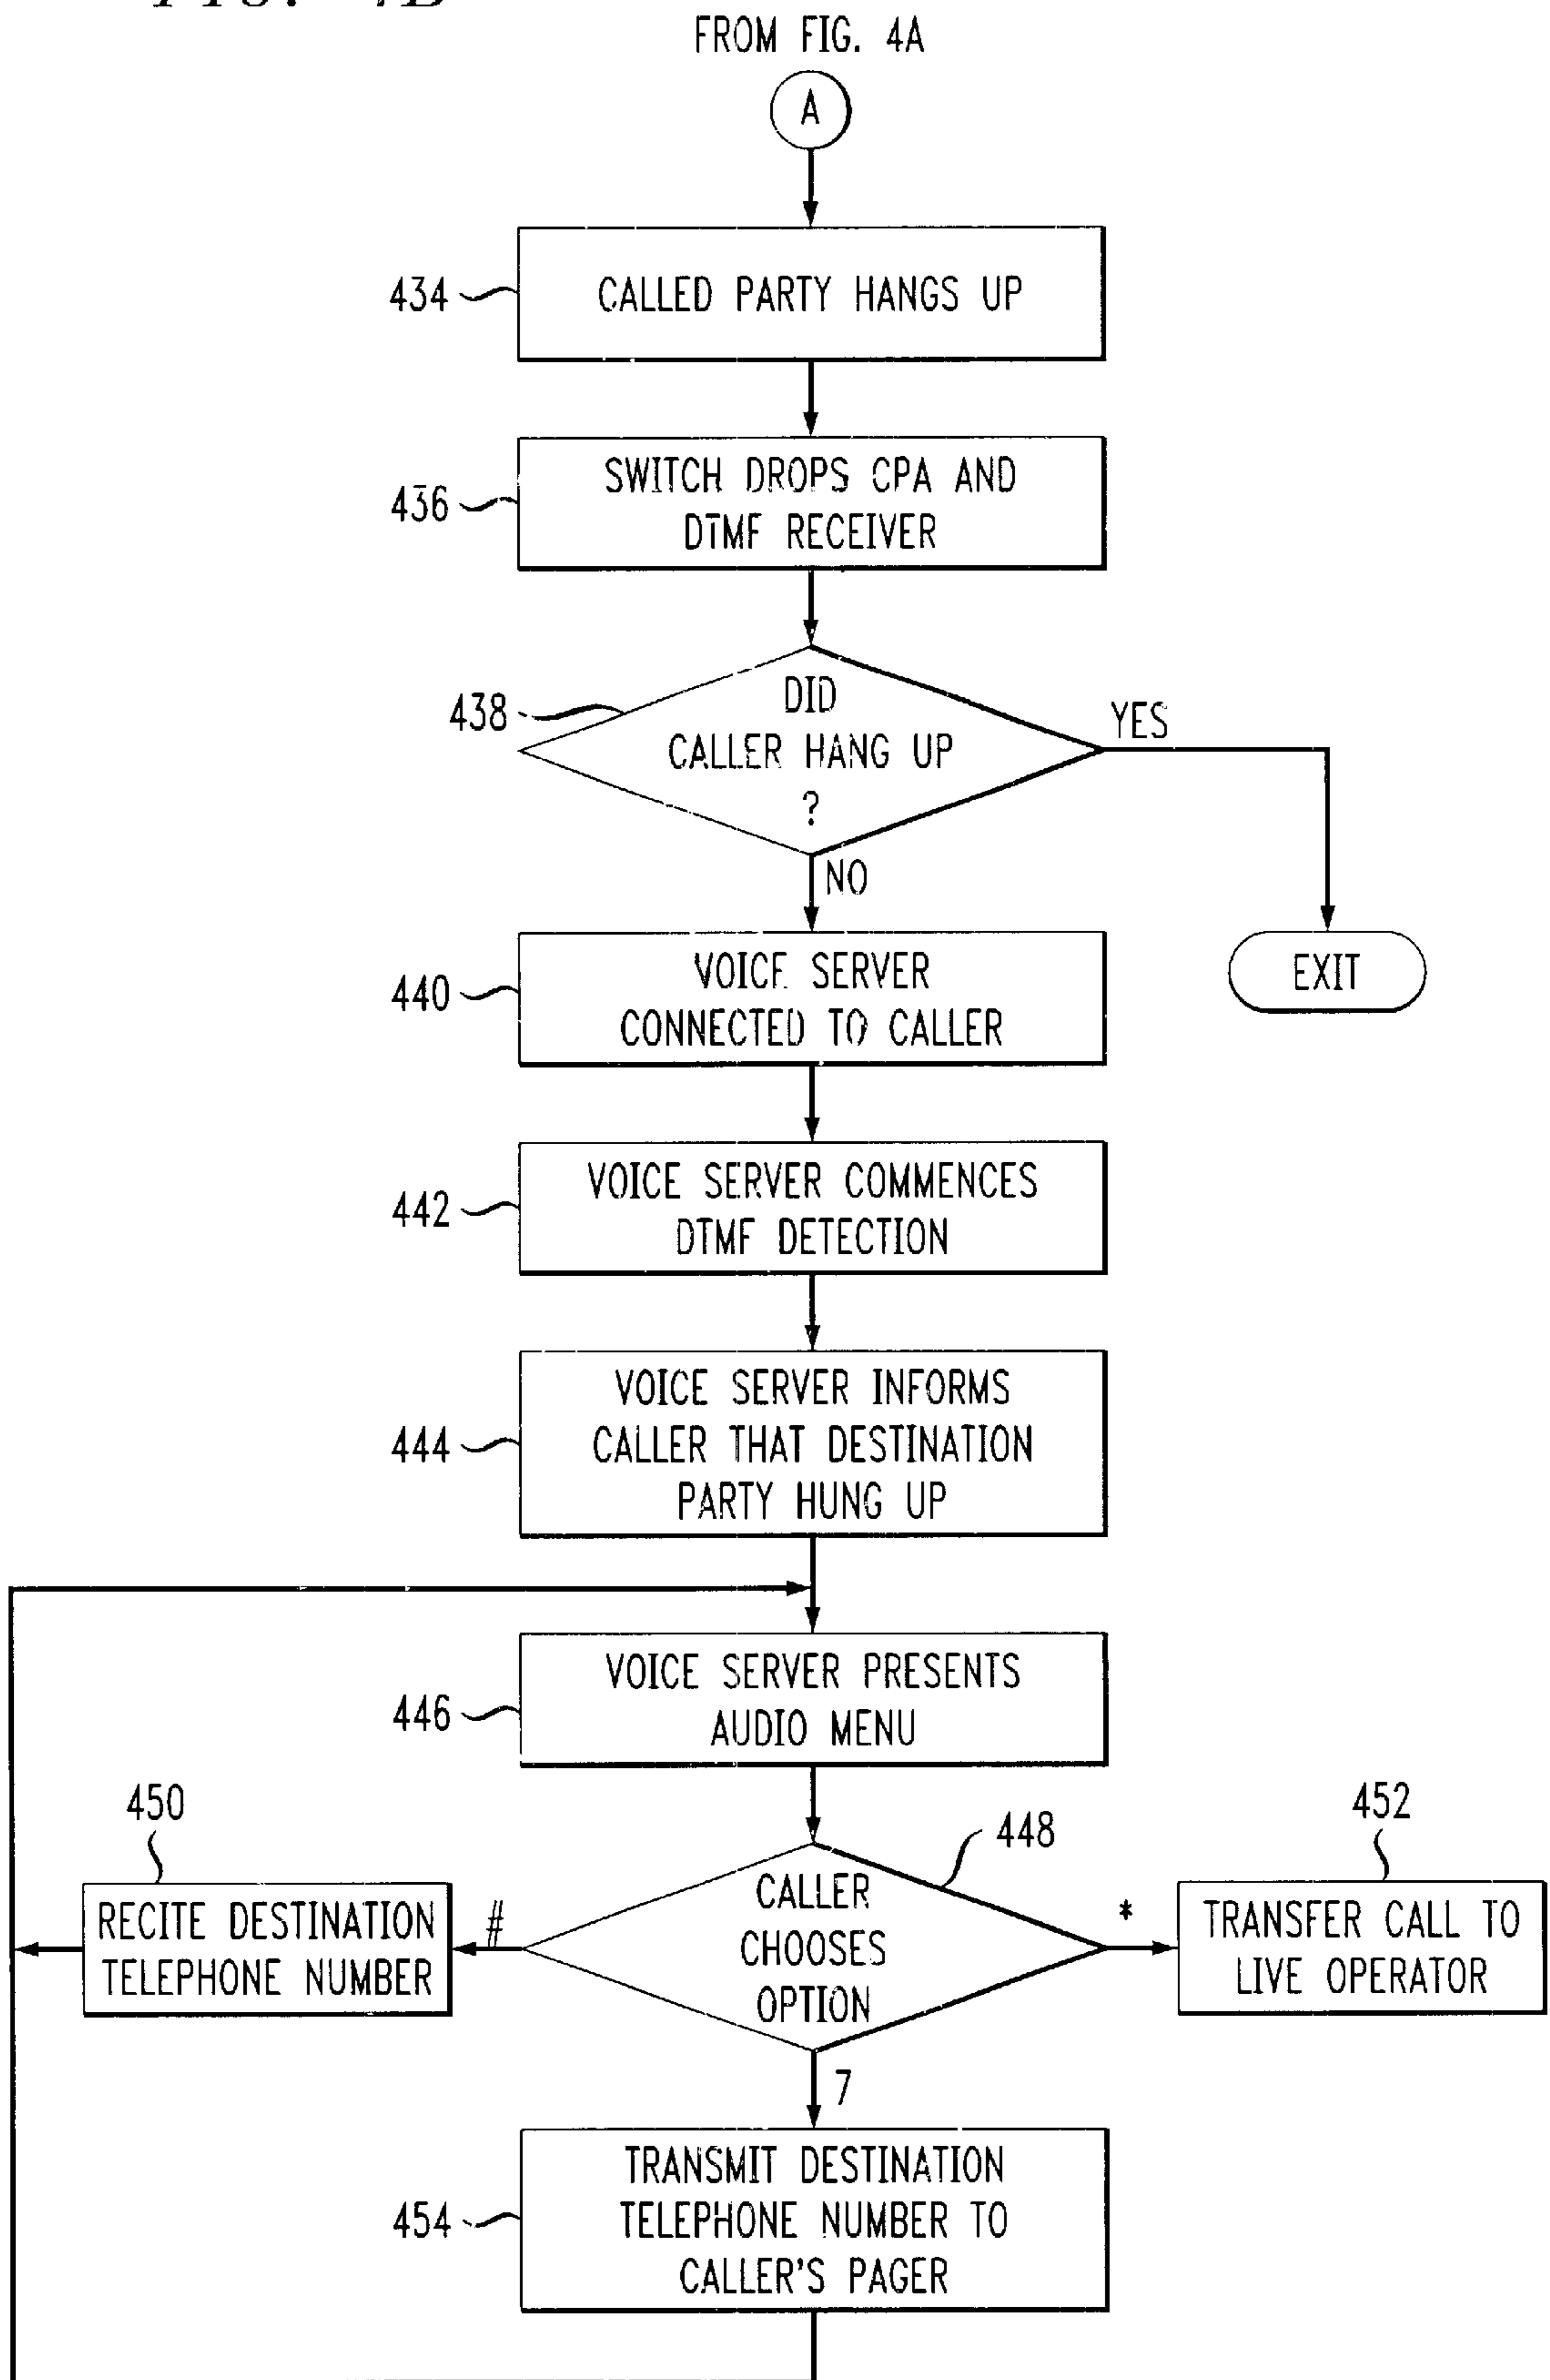 FROM FIG. 4A
A
434
CALLED PARTY HANGS UP
436
SWITCH DROPS CPA AND
DTMF RECEIVER
438
DID
CALLER HANG UP
?
YES
NO
EXIT
440
VOICE SERVER
CONNECTED TO CALLER
442
VOICE SERVER COMMENCES
DTMF DETECTION
444
VOICE SERVER INFORMS
CALLER THAT DESTINATION
PARTY HUNG UP
446
VOICE SERVER PRESENTS
AUDIO MENU
450
RECITE DESTINATION
TELEPHONE NUMBER
#
448
CALLER
CHOOSES
OPTION
*
452
TRANSFER CALL TO
LIVE OPERATOR
7
454
TRANSMIT DESTINATION
TELEPHONE NUMBER TO
CALLER'S PAGER